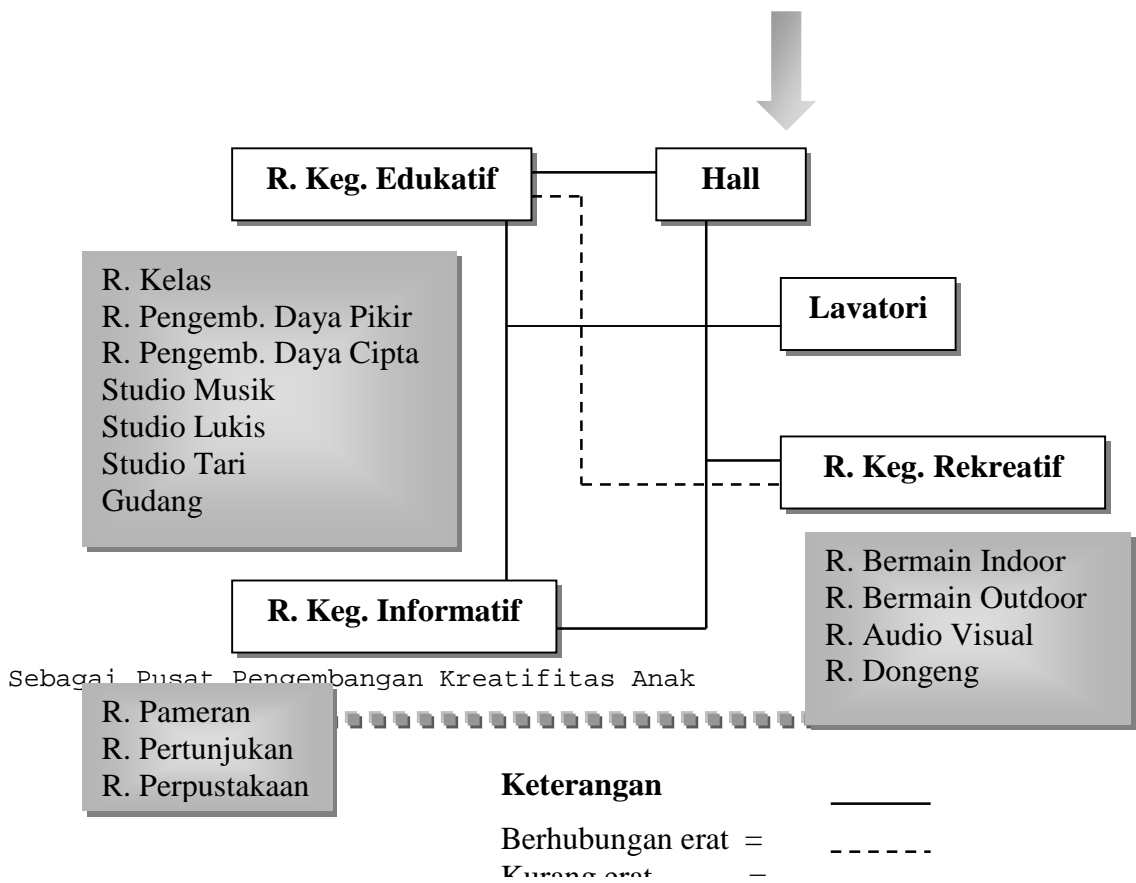 R. Keg. Edukatif
Hall
R. Kelas
R. Pengemb. Daya Pikir
R. Pengemb. Daya Cipta
Studio Musik
Studio Lukis
Studio Tari
Gudang
Lavatori
R. Keg. Rekreatif
R. Bermain Indoor
R. Bermain Outdoor
R. Audio Visual
R. Dongeng
R. Keg. Informatif
Sebagai Pusat Pengembangan Kreatifitas Anak
R. Pameran
R. Pertunjukan
R. Perpustakaan
Keterangan
Berhubungan erat =
Kurang erat =